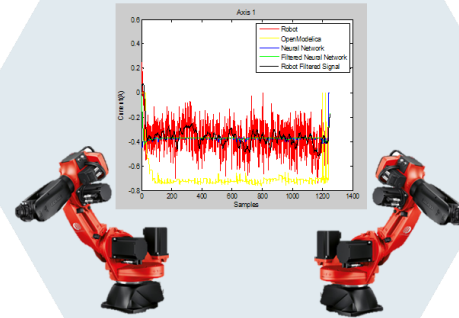 Axis 1
0.6
Robot
OpenModelica
Neural Network
Filtered Neural Network
Robot Filtered Signal
0.4
0.2
0
-0.2
-0.4
-0.6
-0.8
Current(A)
0 200 400 600 800 1000 1200 1400
Samples